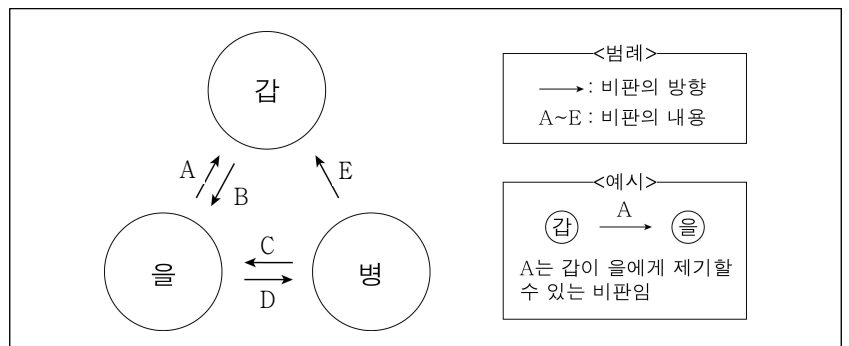 갑
을
병
A
B
C
D
E
<범례>
→ : 비판의 방향
A~E : 비판의 내용
<예시>
갑 A 을
A는 갑이 을에게 제기할
수 있는 비판임